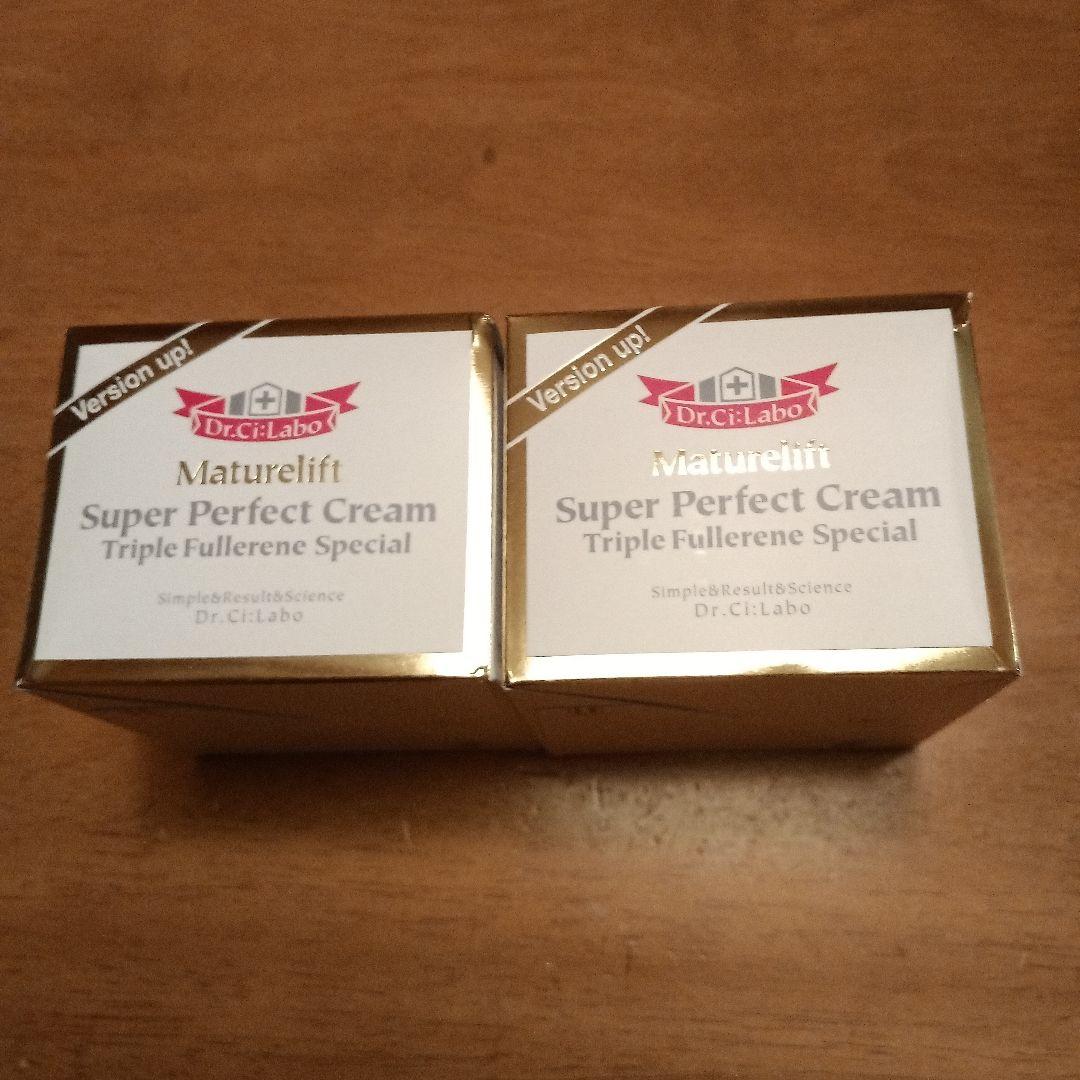 Version up!
Dr.Ci:Labo
Maturelift
Super Perfect Cream
Triple Fullerene Special
Simple&Result&Science
Dr.Ci:Labo
Version up!
Dr.Ci:Labo
Maturelift
Super Perfect Cream
Triple Fullerene Special
Simple&Result&Science
Dr.Ci:Labo